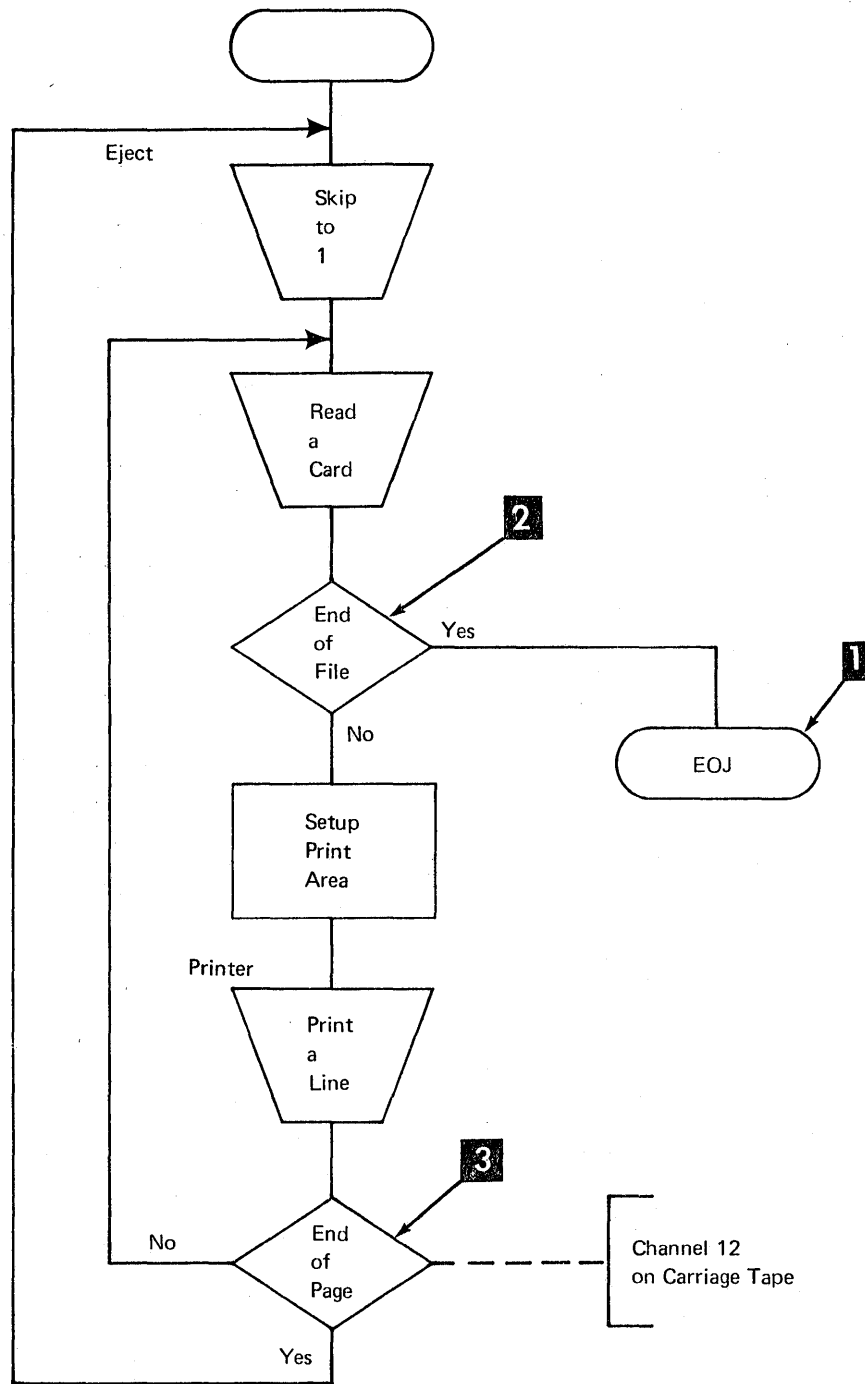 Eject
Skip
to
1
Read
a
Card
2
End
of
File
Yes
1
No
EOJ
Setup
Print
Area
Printer
Print
a
Line
3
End
of
Page
No
Channel 12
on Carriage Tape
Yes